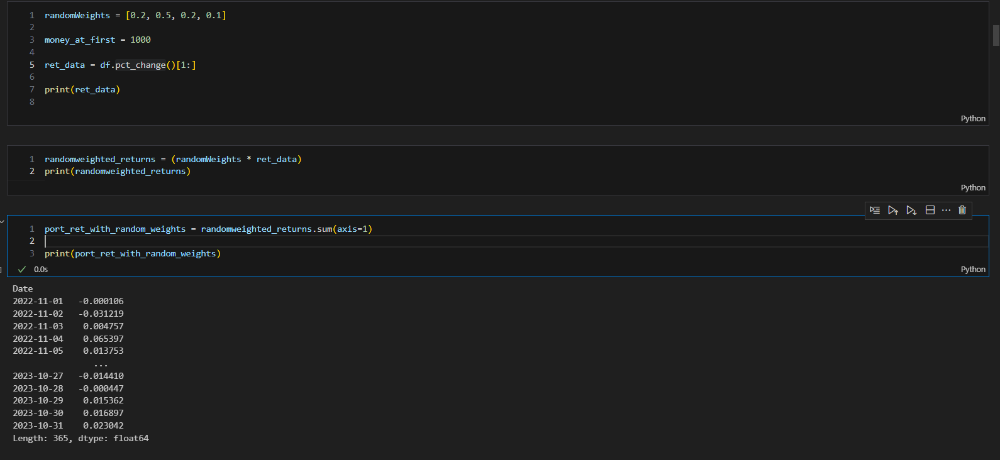 1 randomWeights = [0.2, 0.5, 0.2, 0.1]
2
3 money_at_first = 1000
4
5 ret_data = df.pct_change()[1:]
6
7 print(ret_data)
8
Python
1 randomweighted_returns = (randomWeights * ret_data)
2 print(randomweighted_returns)
Python
1 port_ret_with_random_weights = randomweighted_returns.sum(axis=1)
2
3 print(port_ret_with_random_weights)
0.0s
Python
Date
2022-11-01   -0.000106
2022-11-02   -0.031219
2022-11-03    0.004757
2022-11-04    0.065397
2022-11-05    0.013753
...
2023-10-27   -0.014410
2023-10-28   -0.000447
2023-10-29    0.015362
2023-10-30    0.016897
2023-10-31    0.023042
Length: 365, dtype: float64